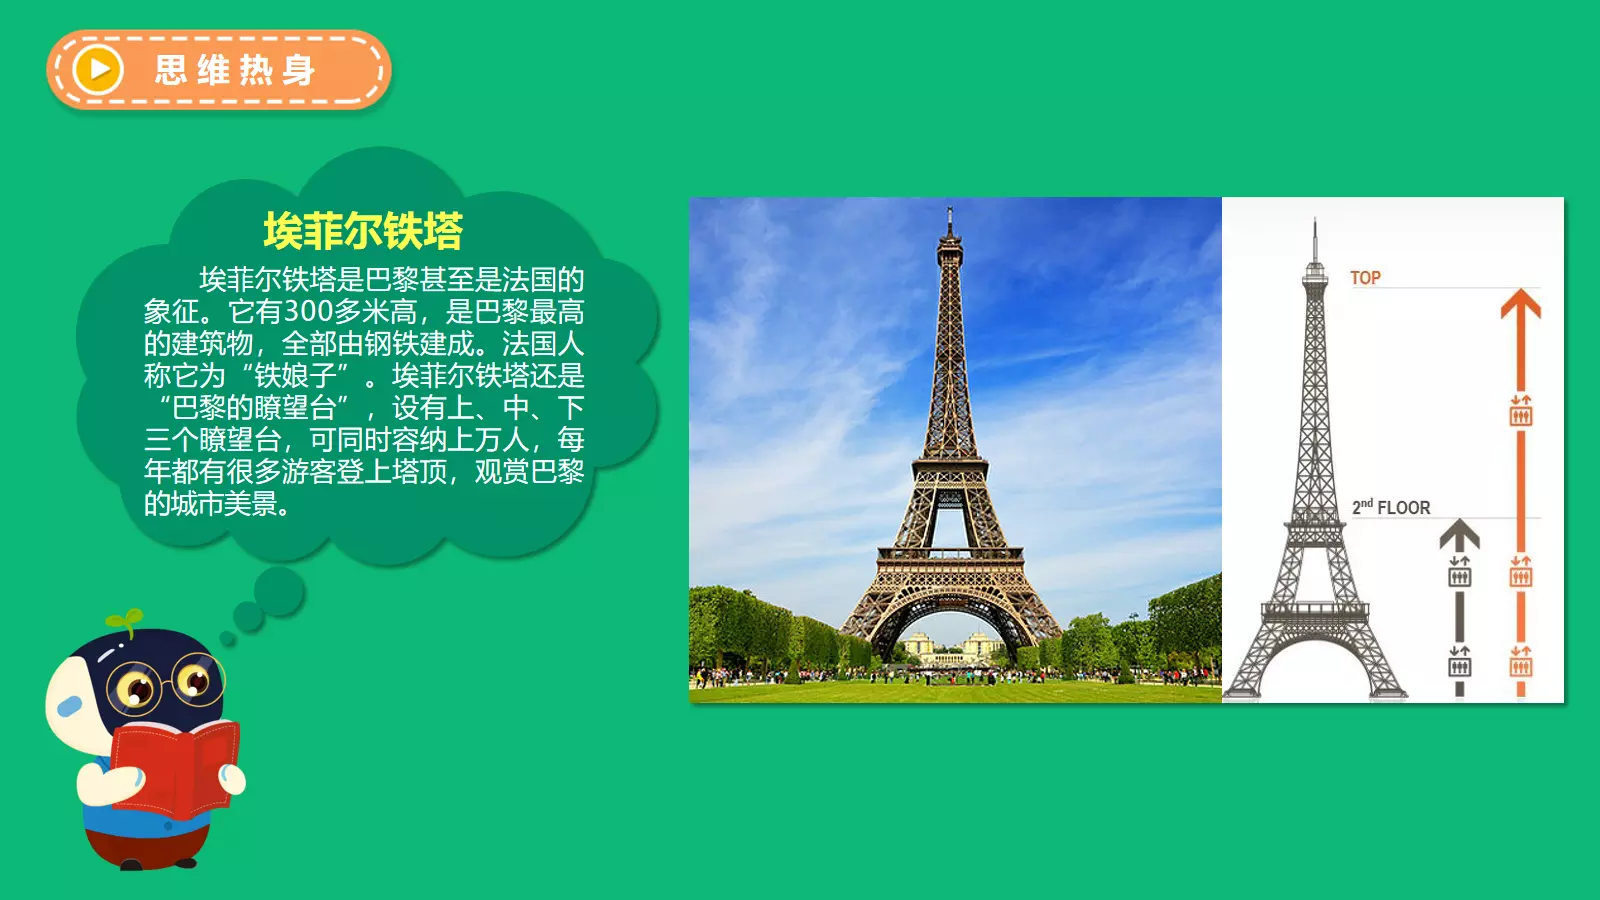 思维热身
埃菲尔铁塔
埃菲尔铁塔是巴黎甚至是法国的
象征。它有300多米高，是巴黎最高
的建筑物，全部由钢铁建成。法国人
称它为“铁娘子”。埃菲尔铁塔还是
“巴黎的瞭望台”，设有上、中、下
三个瞭望台，可同时容纳上万人，每
年都有很多游客登上塔顶，观赏巴黎
的城市美景。
TOP
2nd FLOOR